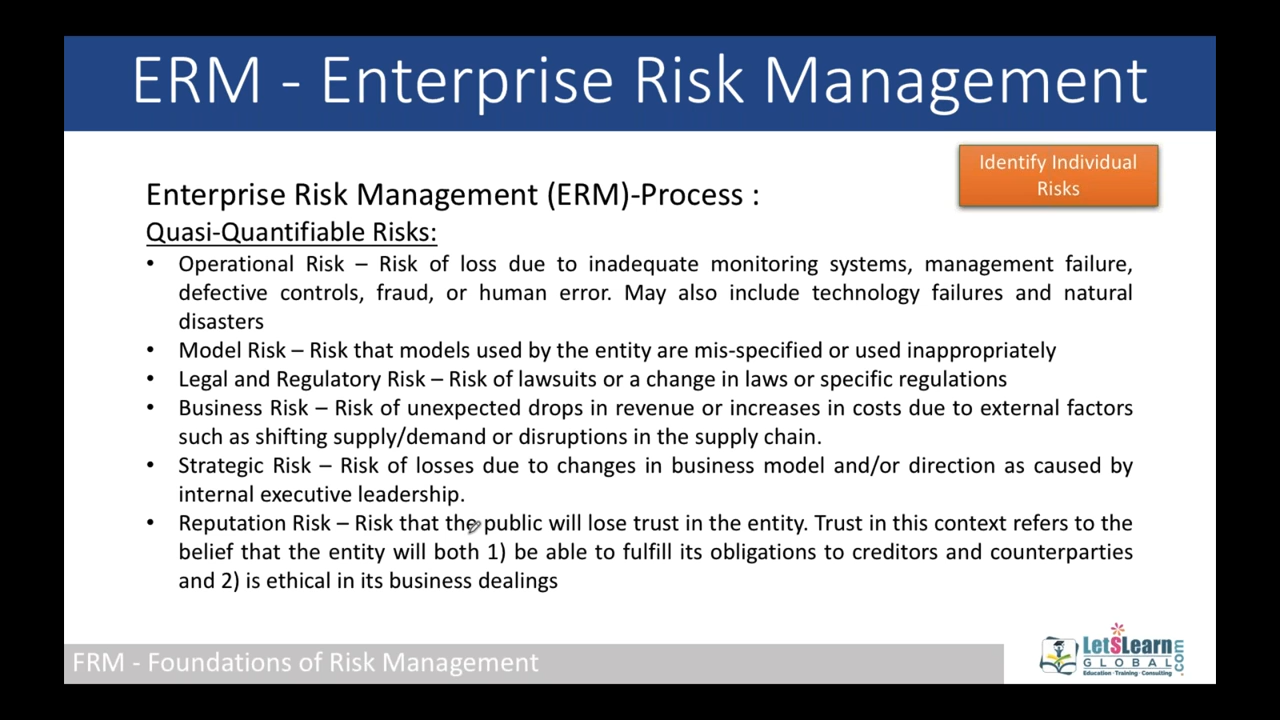 ERM - Enterprise Risk Management
Identify Individual
Risks
Enterprise Risk Management (ERM)-Process :
Quasi-Quantifiable Risks:
• Operational Risk – Risk of loss due to inadequate monitoring systems, management failure,
defective controls, fraud, or human error. May also include technology failures and natural
disasters
• Model Risk – Risk that models used by the entity are mis-specified or used inappropriately
• Legal and Regulatory Risk – Risk of lawsuits or a change in laws or specific regulations
• Business Risk – Risk of unexpected drops in revenue or increases in costs due to external factors
such as shifting supply/demand or disruptions in the supply chain.
• Strategic Risk – Risk of losses due to changes in business model and/or direction as caused by
internal executive leadership.
• Reputation Risk – Risk that the public will lose trust in the entity. Trust in this context refers to the
belief that the entity will both 1) be able to fulfill its obligations to creditors and counterparties
and 2) is ethical in its business dealings
FRM - Foundations of Risk Management
LetSLearn
GLOBAL
.com
Education - Training - Consulting